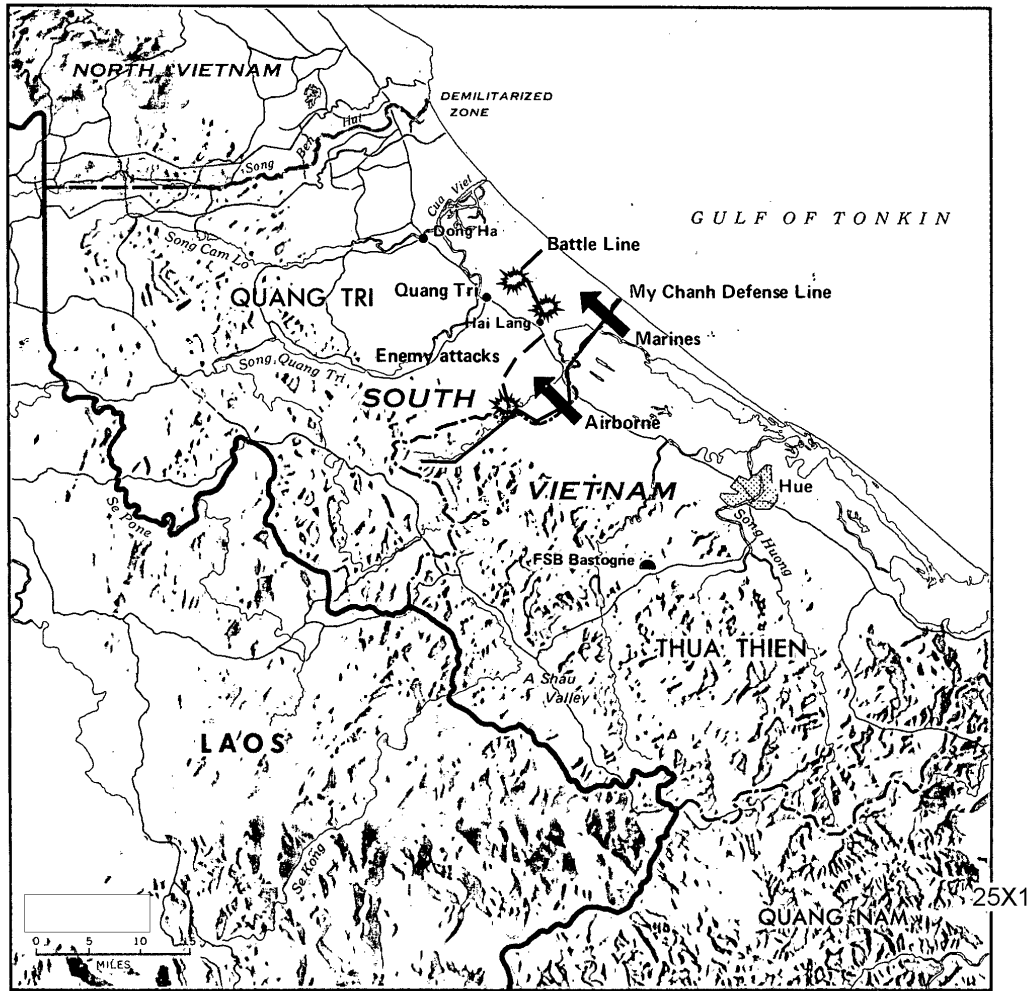 NORTH VIETNAM
DEMILITARIZED
ZONE
Song Ben Hai
Cua Viet
GULF OF TONKIN
Dong Ha
Song Cam Lo
Battle Line
QUANG TRI
Quang Tri
My Chanh Defense Line
Hai Lang
Marines
Enemy attacks
Song Quang Tri
SOUTH
Airborne
VIETNAM
Hue
Se Pone
Song Huong
FSB Bastogne
THUA THIEN
A Shau
Valley
LAOS
Se Kong
25X1
QUANG NAM
0 5 10 15
MILES